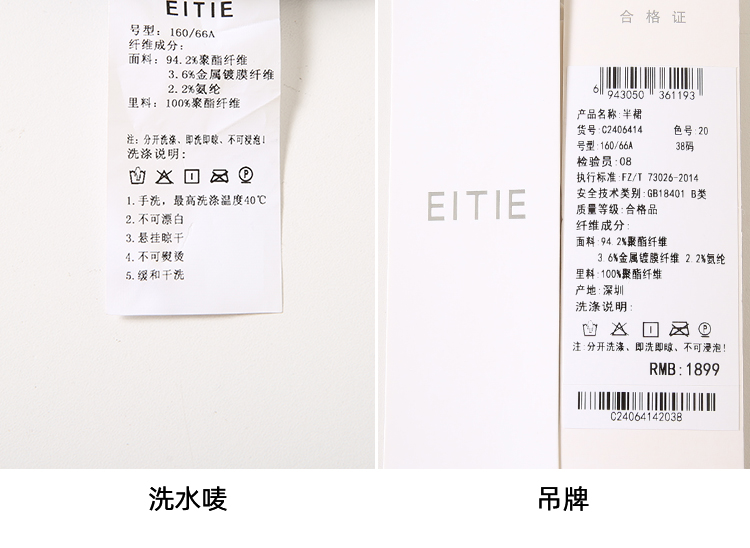 EITIE
号型: 160/66A
纤维成分:
面料: 94.2%聚酯纤维
3.6%金属镀膜纤维
2.2%氨纶
里料: 100%聚酯纤维
注: 分开洗涤、即洗即晾、不可浸泡!
洗涤说明:
1.手洗，最高洗涤温度40℃
2.不可漂白
3.悬挂晾干
4.不可熨烫
5.缓和干洗
洗水唛
EITIE
合格证
6 943050 361193
产品名称:半裙
货号:C2406414 色号:20
号型:160/66A 38码
检验员:08
执行标准:FZ/T 73026-2014
安全技术类别:GB18401 B类
质量等级:合格品
纤维成分:
面料:94.2%聚酯纤维
3 6%金属镀膜纤维 2.2%氨纶
里料:100%聚酯纤维
产地:深圳
洗涤说明:
注:分开洗涤、即洗即晾、不可浸泡!
RMB:1899
C24064142038
吊牌